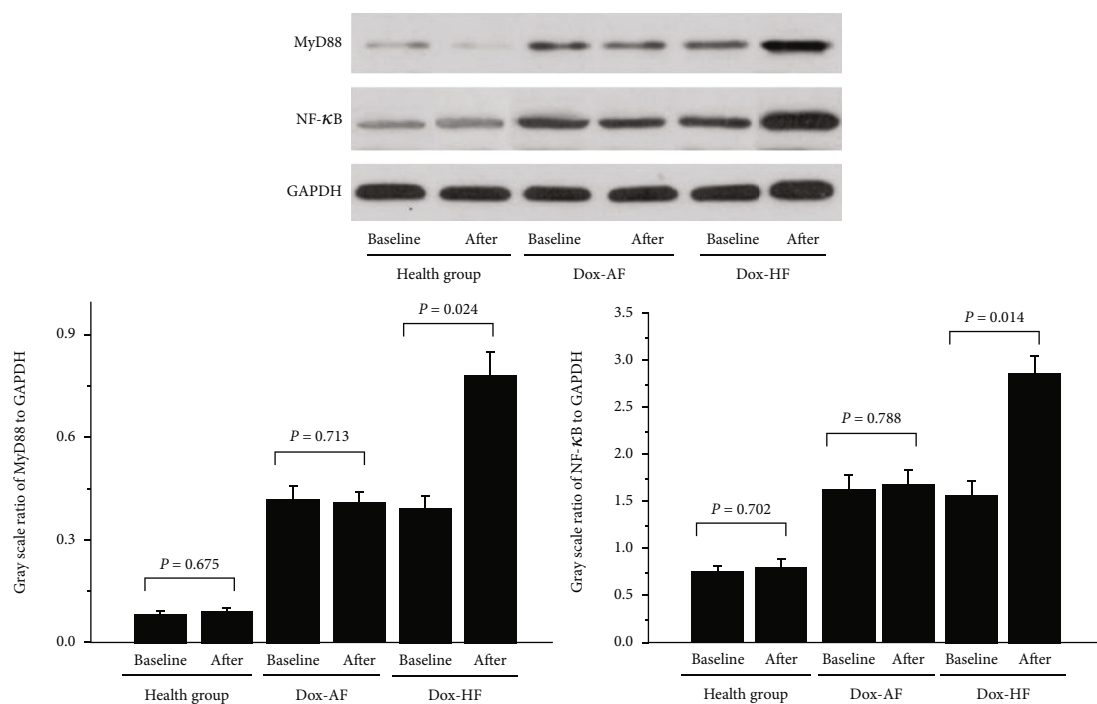 MyD88
NF-κB
GAPDH
Baseline After Baseline After Baseline After
Health group Dox-AF Dox-HF
Gray scale ratio of MyD88 to GAPDH
0.9
0.6
0.3
0.0
P = 0.675
P = 0.713
P = 0.024
Baseline After Baseline After Baseline After
Health group Dox-AF Dox-HF
Gray scale ratio of NF-κB to GAPDH
3.5
3.0
2.5
2.0
1.5
1.0
0.5
0.0
P = 0.702
P = 0.788
P = 0.014
Baseline After Baseline After Baseline After
Health group Dox-AF Dox-HF